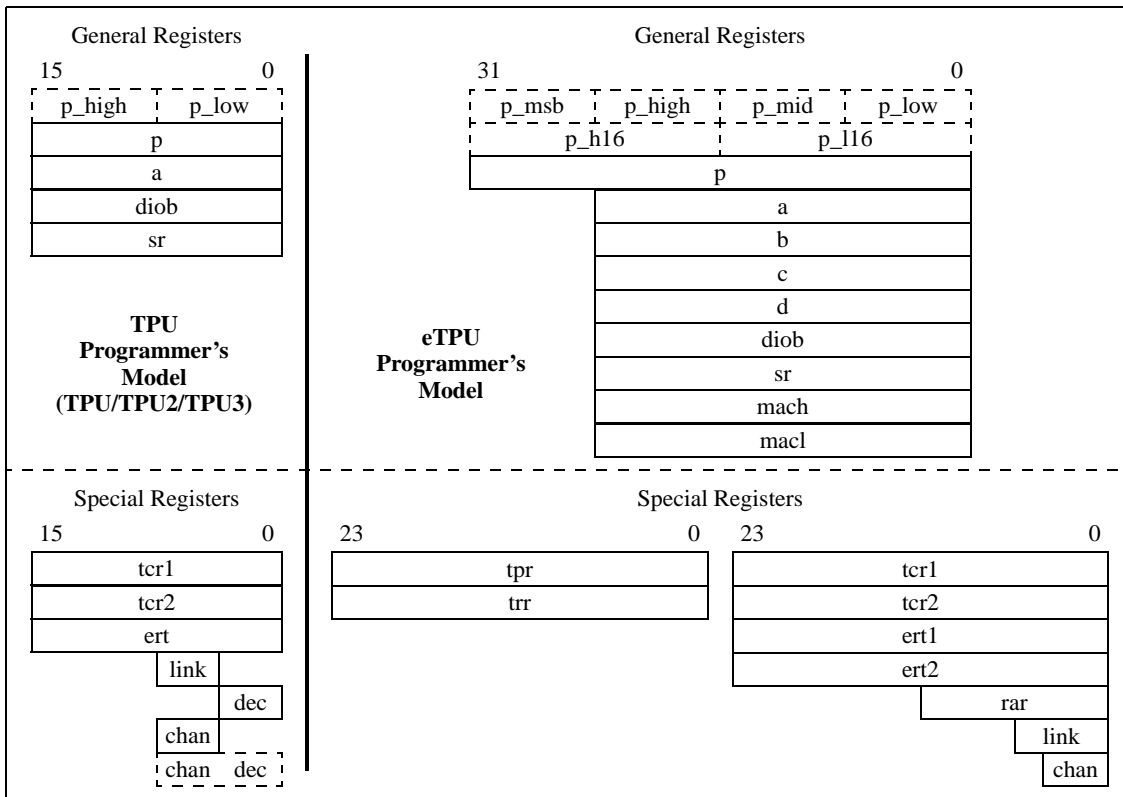 General Registers
15 0
p_high p_low
p
a
diob
sr
TPU
Programmer’s
Model
(TPU/TPU2/TPU3)
General Registers
31 0
p_msb p_high p_mid p_low
p_h16 p_l16
p
a
b
c
d
diob
sr
mach
macl
eTPU
Programmer’s
Model
Special Registers
15 0
tcr1
tcr2
ert
link
dec
chan
chan dec
Special Registers
23 0
tpr
trr
23 0
tcr1
tcr2
ert1
ert2
rar
link
chan